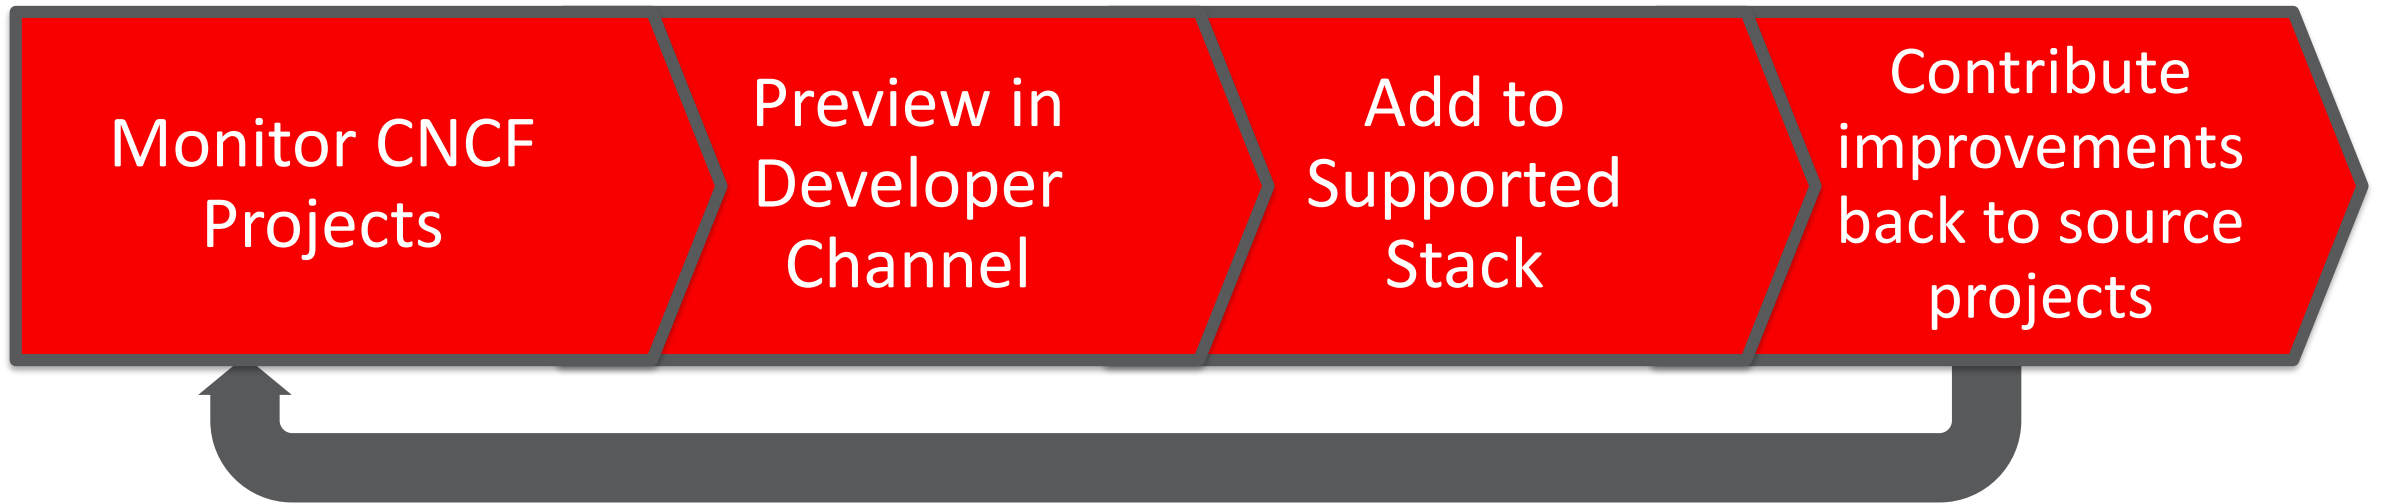 Monitor CNCF
Projects
Preview in
Developer
Channel
Add to
Supported
Stack
Contribute
improvements
back to source
projects